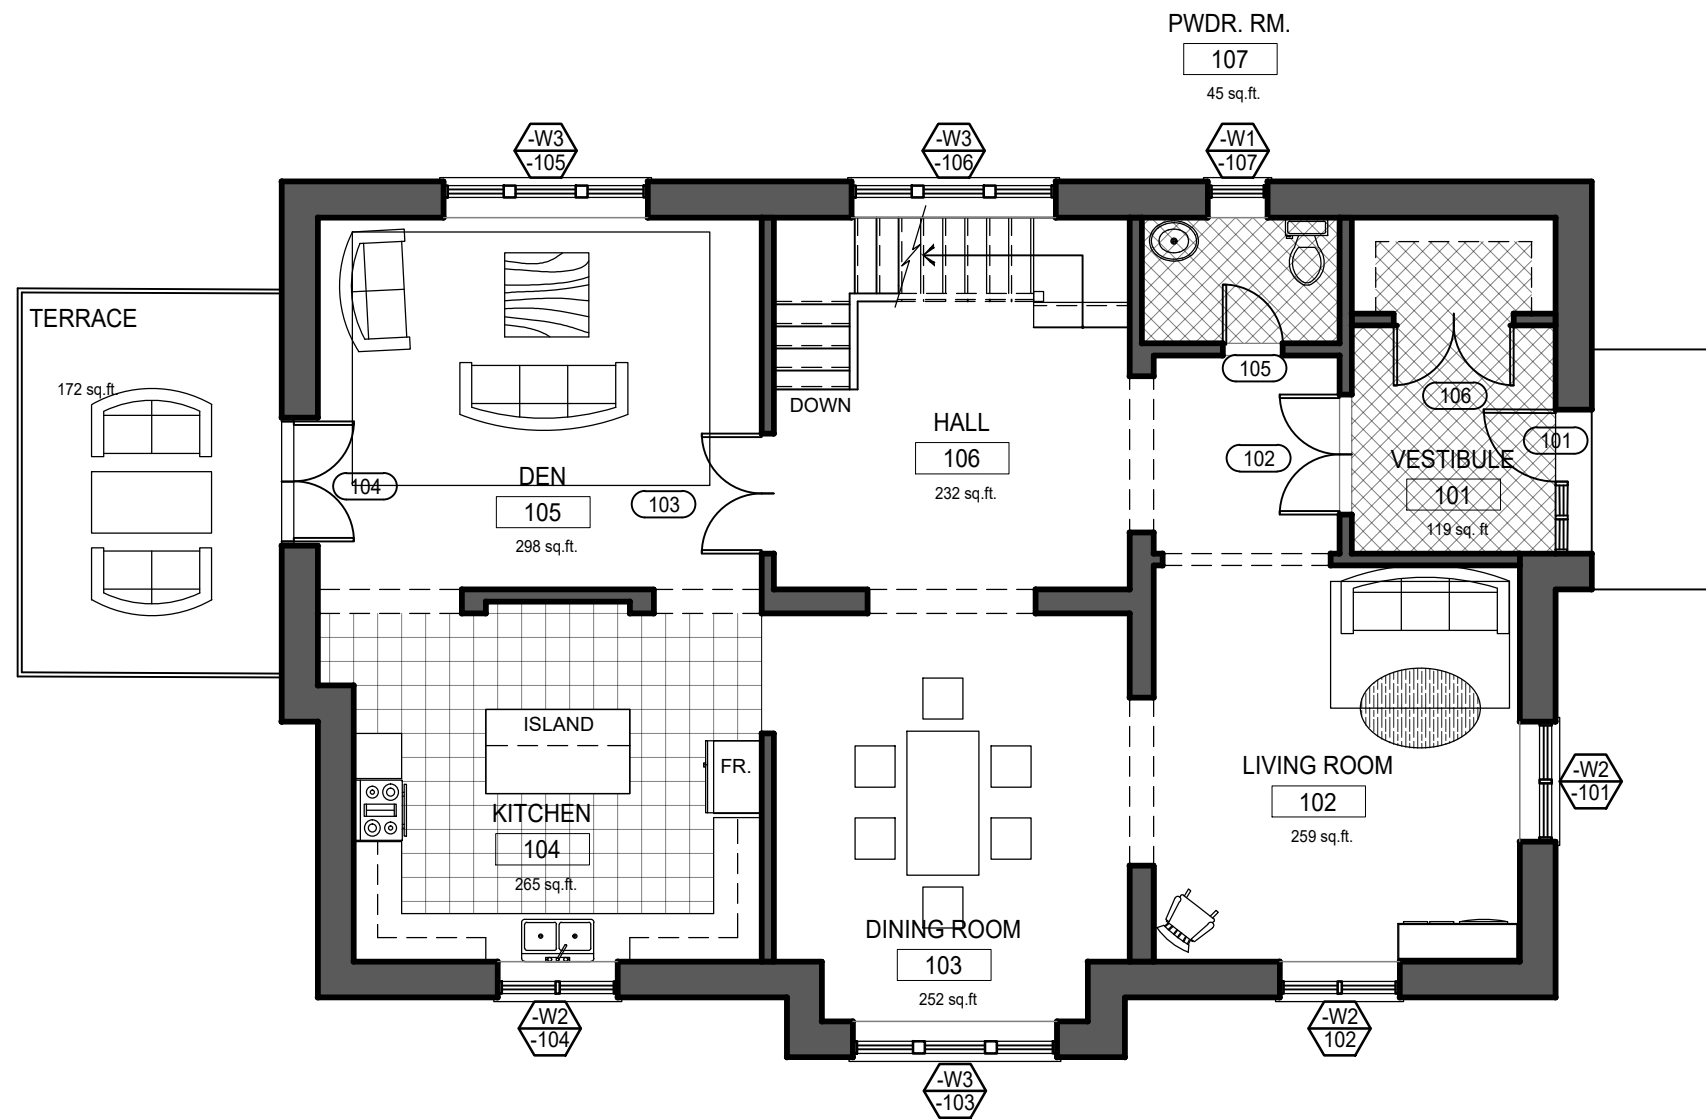 PWDR. RM.
107
45 sq.ft.
-W3
-105
-W3
-106
-W1
-107
TERRACE
172 sq.ft.
DOWN
105
106
HALL
106
232 sq.ft.
102
101
VESTIBULE
101
119 sq. ft
104
DEN
105
298 sq.ft.
103
ISLAND
FR.
KITCHEN
104
265 sq.ft.
LIVING ROOM
102
259 sq.ft.
-W2
-101
DINING ROOM
103
252 sq.ft
-W2
-104
-W3
-103
-W2
102